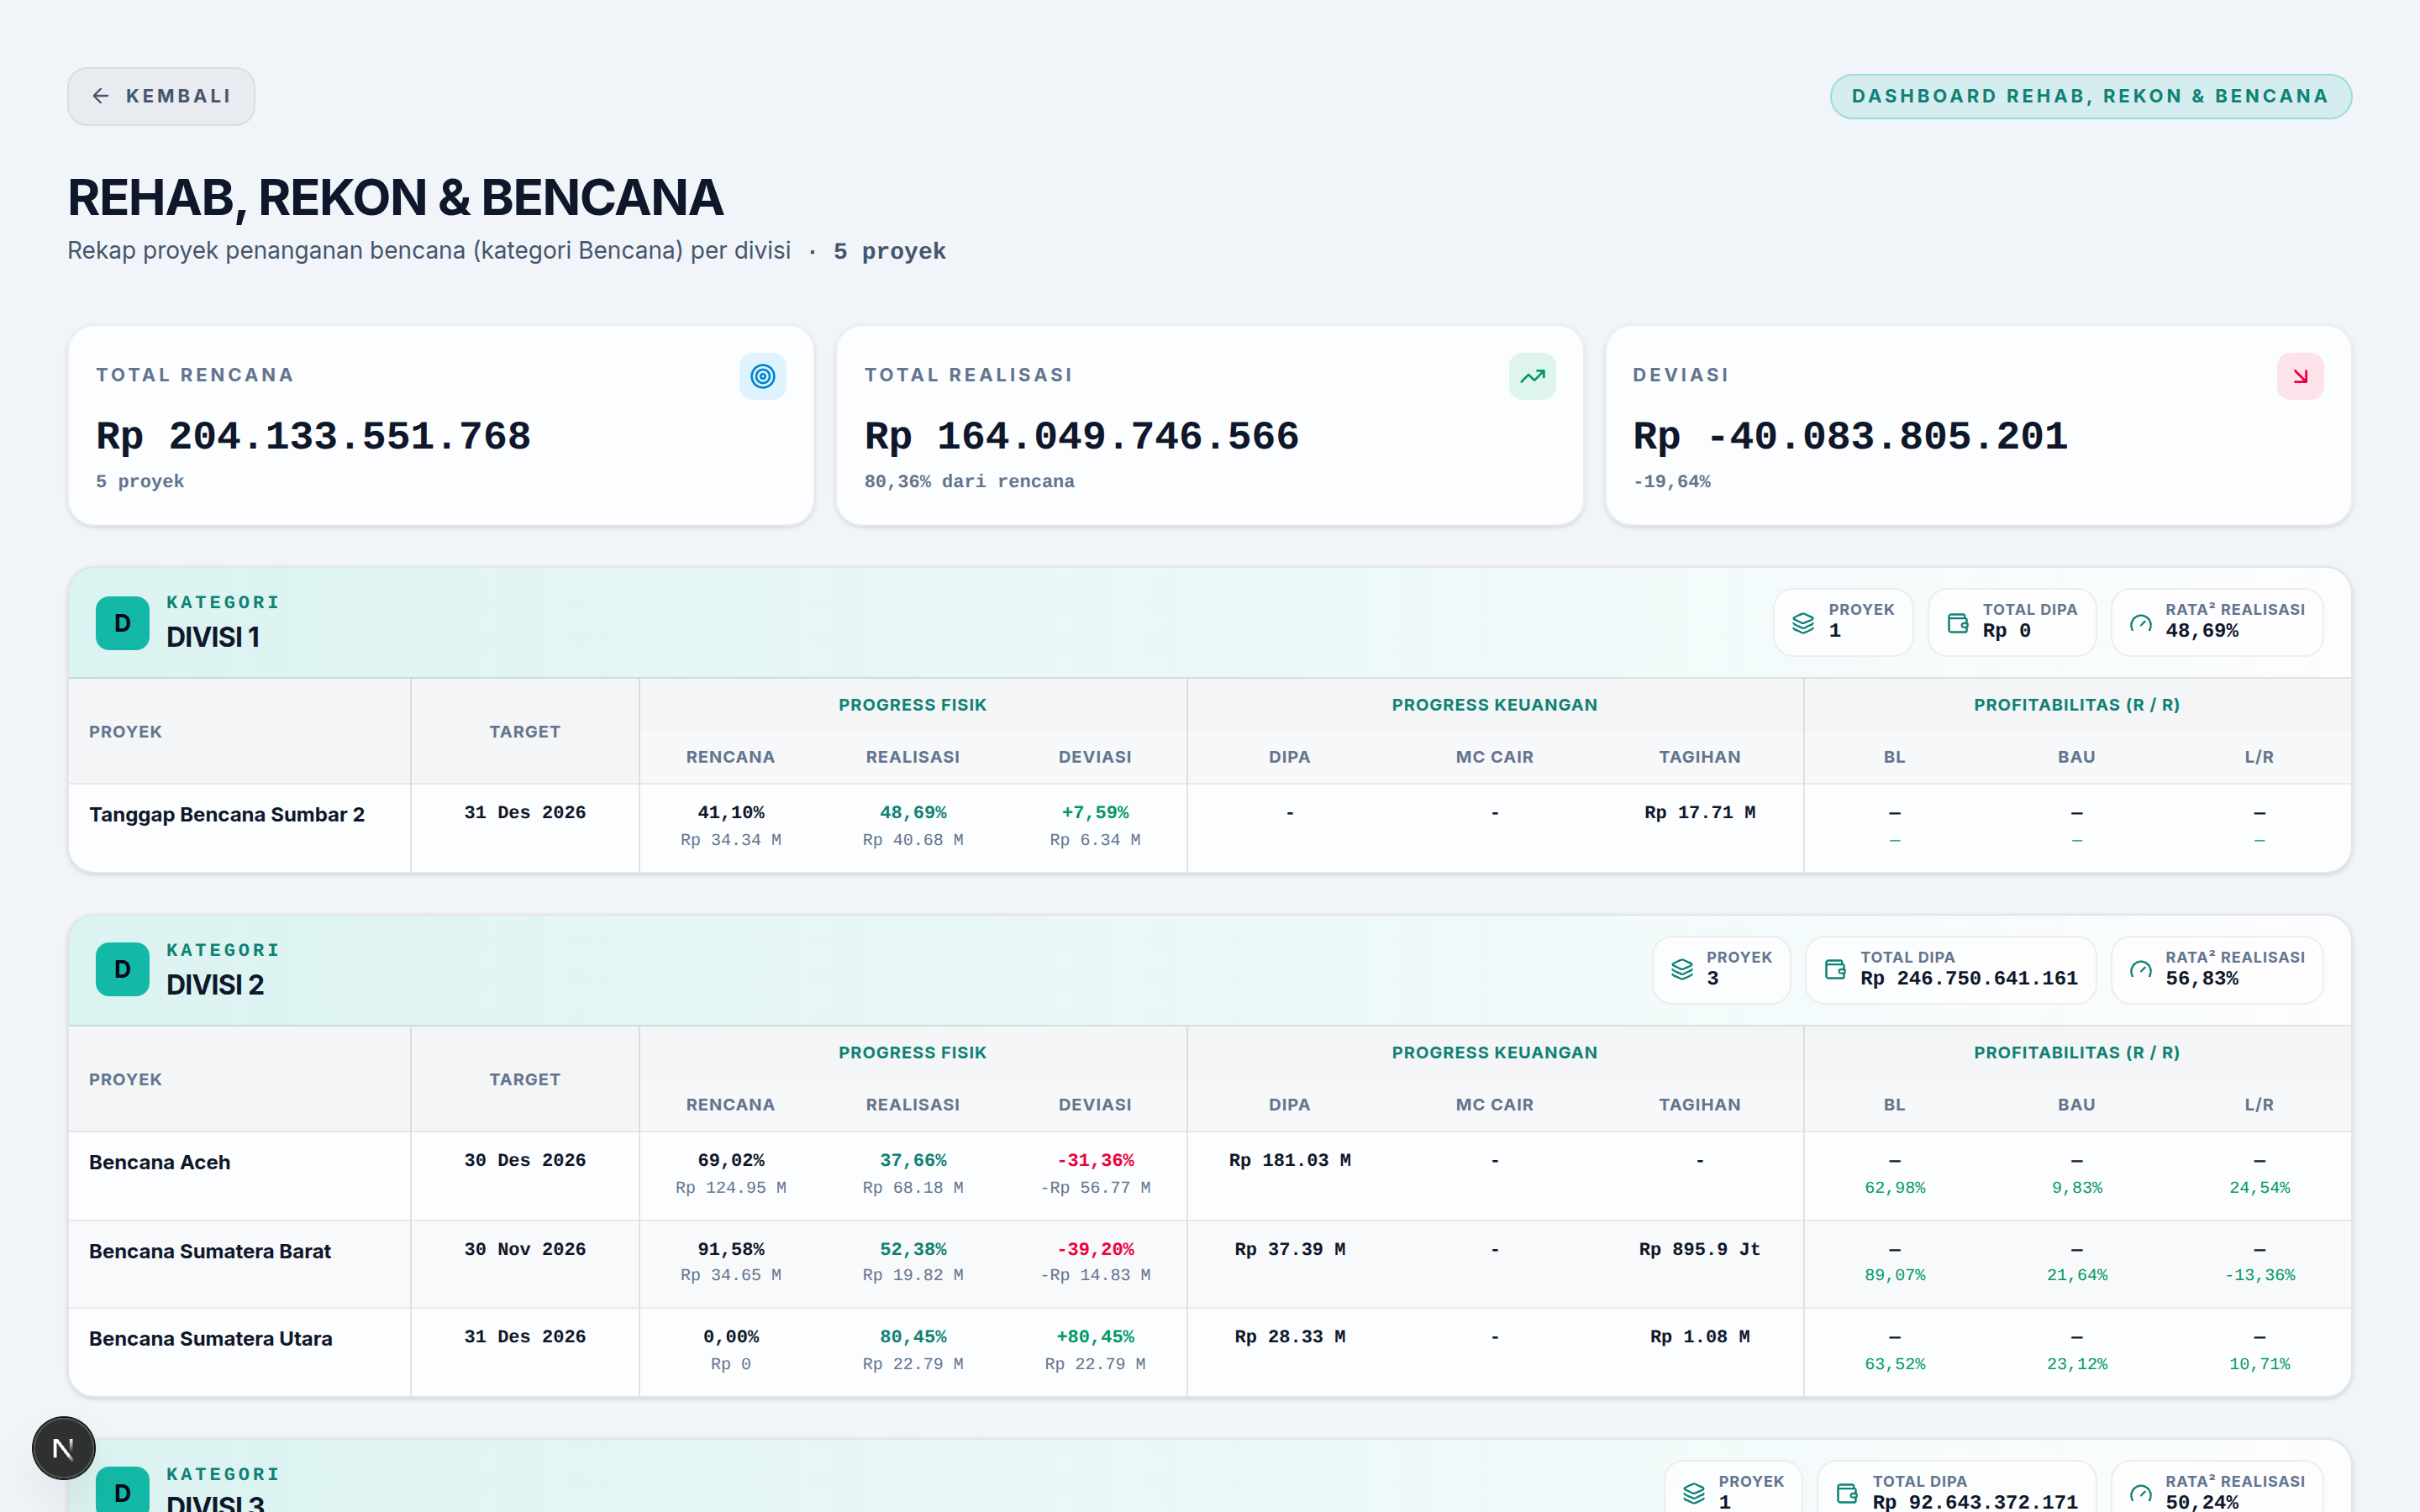 KEMBALI
DASHBOARD REHAB, REKON & BENCANA
REHAB, REKON & BENCANA
Rekap proyek penanganan bencana (kategori Bencana) per divisi · 5 proyek
TOTAL RENCANA
Rp 204.133.551.768
5 proyek
TOTAL REALISASI
Rp 164.049.746.566
80,36% dari rencana
DEVIASI
Rp -40.083.805.201
-19,64%
D
KATEGORI
DIVISI 1
PROYEK
1
TOTAL DIPA
Rp 0
RATA² REALISASI
48,69%
PROYEK TARGET PROGRESS FISIK PROGRESS KEUANGAN PROFITABILITAS (R / R)
RENCANA REALISASI DEVIASI DIPA MC CAIR TAGIHAN BL BAU L/R
Tanggap Bencana Sumbar 2 31 Des 2026 41,10% 48,69% +7,59% - - Rp 17.71 M — — —
Rp 34.34 M Rp 40.68 M Rp 6.34 M — — —
D
KATEGORI
DIVISI 2
PROYEK
3
TOTAL DIPA
Rp 246.750.641.161
RATA² REALISASI
56,83%
PROYEK TARGET PROGRESS FISIK PROGRESS KEUANGAN PROFITABILITAS (R / R)
RENCANA REALISASI DEVIASI DIPA MC CAIR TAGIHAN BL BAU L/R
Bencana Aceh 30 Des 2026 69,02% 37,66% -31,36% Rp 181.03 M - - — — —
Rp 124.95 M Rp 68.18 M -Rp 56.77 M 62,98% 9,83% 24,54%
Bencana Sumatera Barat 30 Nov 2026 91,58% 52,38% -39,20% Rp 37.39 M - Rp 895.9 Jt — — —
Rp 34.65 M Rp 19.82 M -Rp 14.83 M 89,07% 21,64% -13,36%
Bencana Sumatera Utara 31 Des 2026 0,00% 80,45% +80,45% Rp 28.33 M - Rp 1.08 M — — —
Rp 0 Rp 22.79 M Rp 22.79 M 63,52% 23,12% 10,71%
N
D
KATEGORI
DIVISI 3
PROYEK
1
TOTAL DIPA
Rp 92.643.372.171
RATA² REALISASI
50,24%